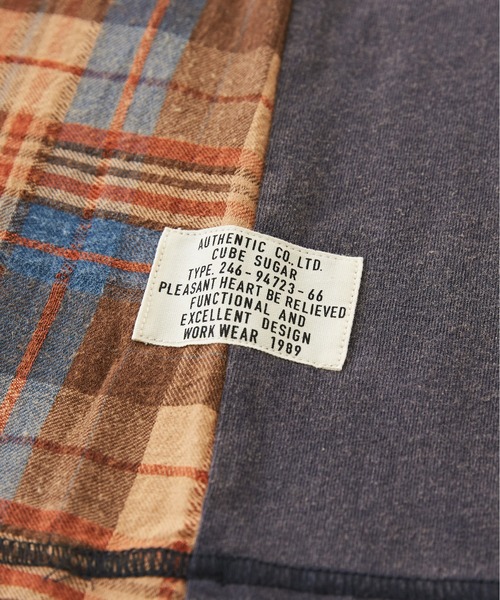 AUTHENTIC CO,. LTD.
CUBE SUGAR
TYPE. 246-94723-66
PLEASANT HEART BE RELIEVED
FUNCTIONAL AND
EXCELLENT DESIGN
WORK WEAR 1989